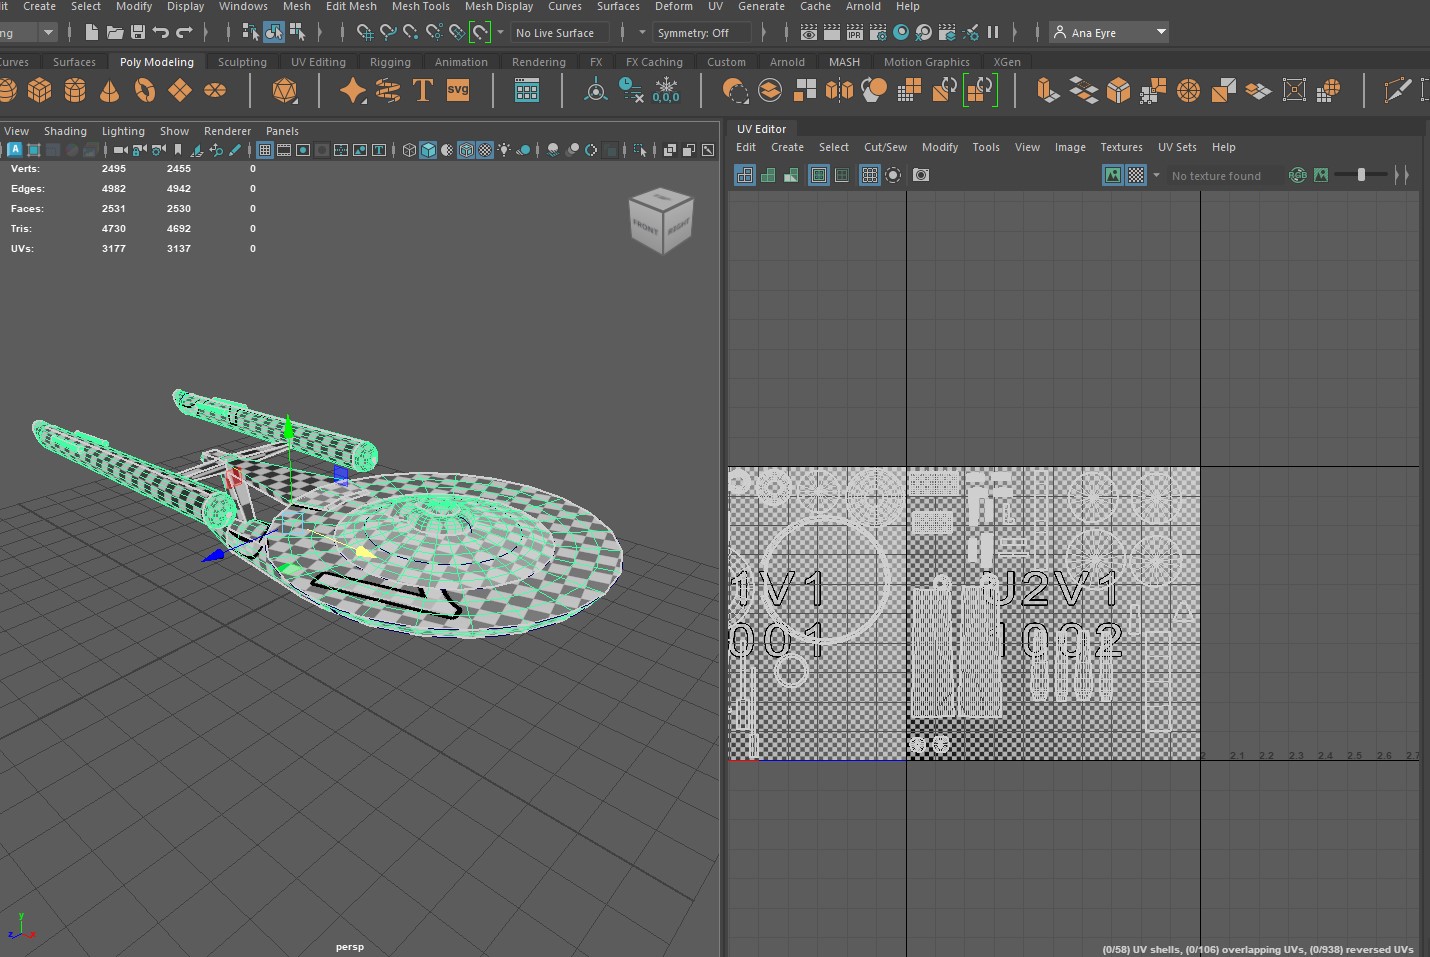 it Create Select Modify Display Windows Mesh Edit Mesh Mesh Tools Mesh Display Curves Surfaces Deform UV Generate Cache Arnold Help
ng No Live Surface Symmetry: Off IPR Ana Eyre
urves Surfaces Poly Modeling Sculpting UV Editing Rigging Animation Rendering FX FX Caching Custom Arnold MASH Motion Graphics XGen
T SVG 0,0,0
View Shading Lighting Show Renderer Panels
UV Editor
Edit Create Select Cut/Sew Modify Tools View Image Textures UV Sets Help
No texture found RGB
Verts: 2495 2455 0
Edges: 4982 4942 0
Faces: 2531 2530 0
Tris: 4730 4692 0
UVs: 3177 3137 0
FRONT RIGHT
1V1 U2V1
001 1002
2 2.1 2.2 2.3 2.4 2.5 2.6 2.7
y
z x
persp
(0/58) UV shells, (0/106) overlapping UVs, (0/938) reversed UVs